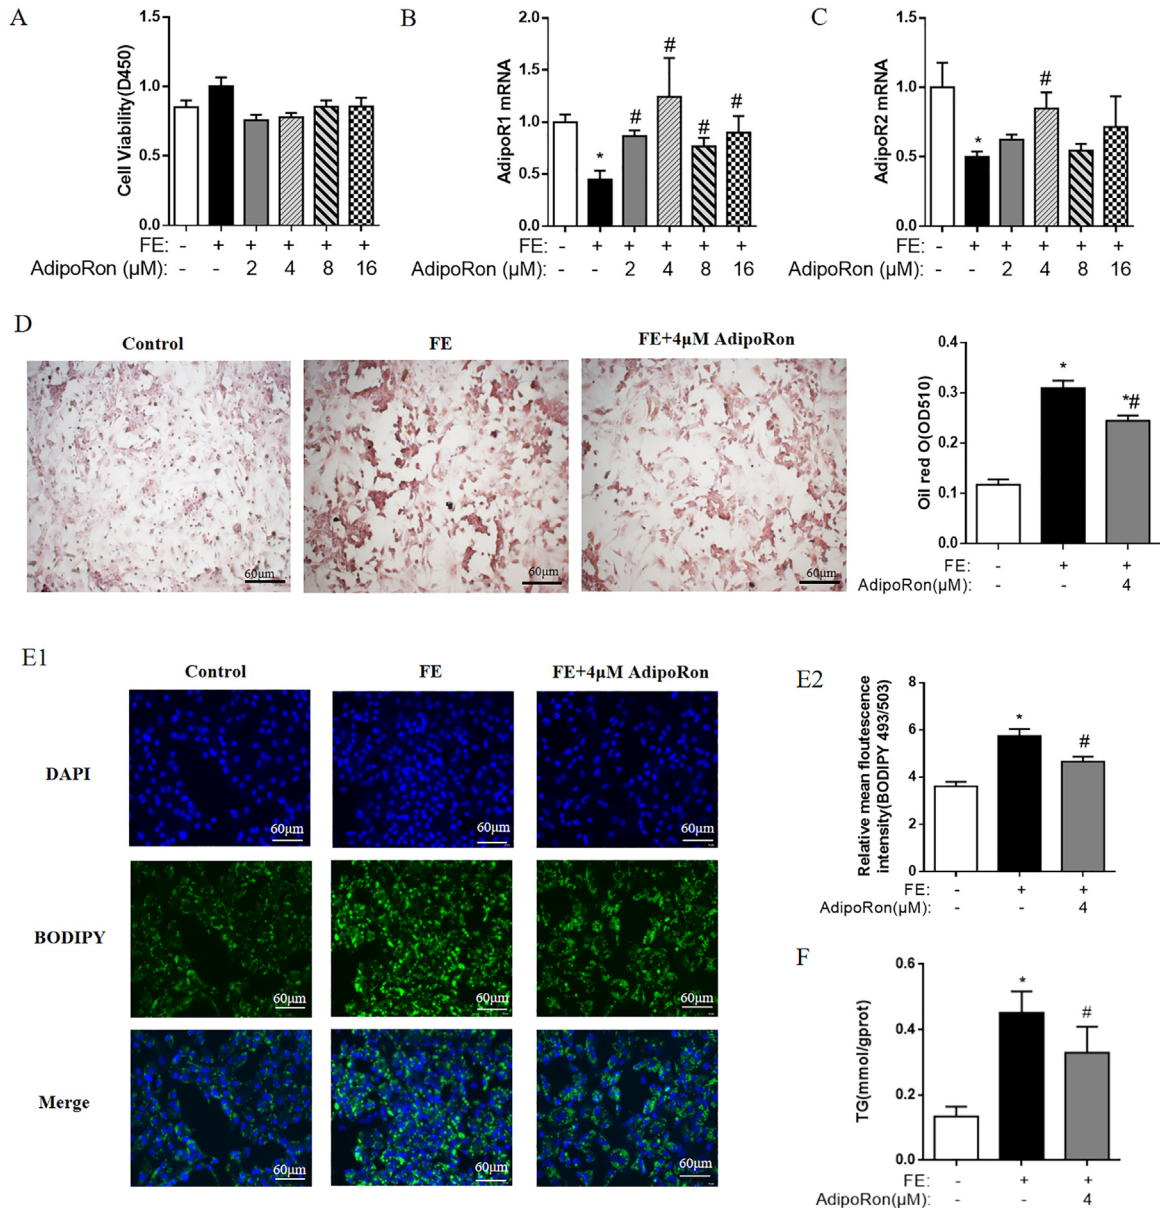 A
Cell Viability(D450)
1.5
1.0
0.5
0.0
FE: - + + + + +
AdipoRon (μM): - - 2 4 8 16
B
AdipoR1 mRNA
2.0
1.5
1.0
0.5
0.0
* # # # #
FE: - + + + + +
AdipoRon (μM): - - 2 4 8 16
C
AdipoR2 mRNA
1.5
1.0
0.5
0.0
* #
FE: - + + + + +
AdipoRon (μM): - - 2 4 8 16
D
Control
FE
FE+4μM AdipoRon
60μm
60μm
60μm
Oil red O(OD510)
0.4
0.3
0.2
0.1
0.0
*
*#
FE: - + +
AdipoRon(μM): - - 4
E1
Control
FE
FE+4μM AdipoRon
DAPI
60μm
60μm
60μm
BODIPY
60μm
60μm
60μm
Merge
60μm
60μm
60μm
E2
Relative mean floutescence
intensity(BODIPY 493/503)
8
6
4
2
0
*
#
FE: - + +
AdipoRon(μM): - - 4
F
TG(mmol/gprot)
0.6
0.4
0.2
0.0
*
#
FE: - + +
AdipoRon(μM): - - 4